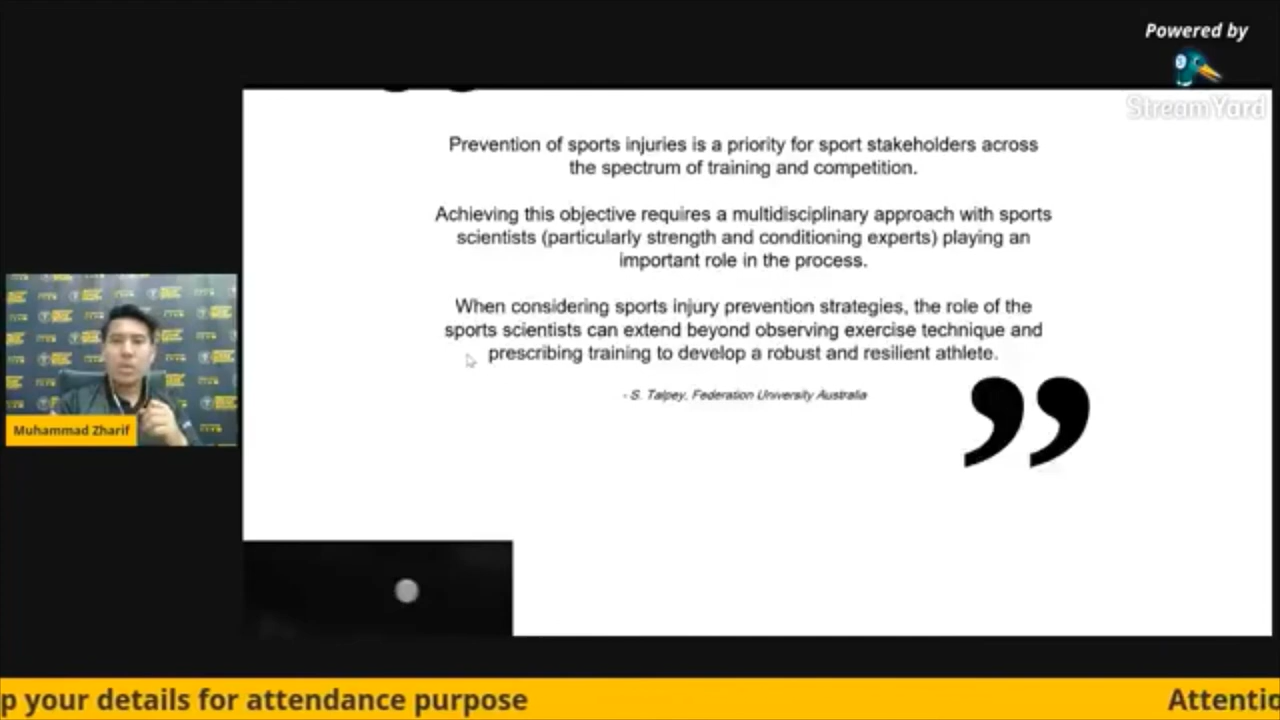 Powered by
StreamYard
Prevention of sports injuries is a priority for sport stakeholders across
the spectrum of training and competition.
Achieving this objective requires a multidisciplinary approach with sports
scientists (particularly strength and conditioning experts) playing an
important role in the process.
When considering sports injury prevention strategies, the role of the
sports scientists can extend beyond observing exercise technique and
prescribing training to develop a robust and resilient athlete.
- S. Talpey, Federation University Australia
”
Muhammad Zharif
p your details for attendance purpose
Attentic